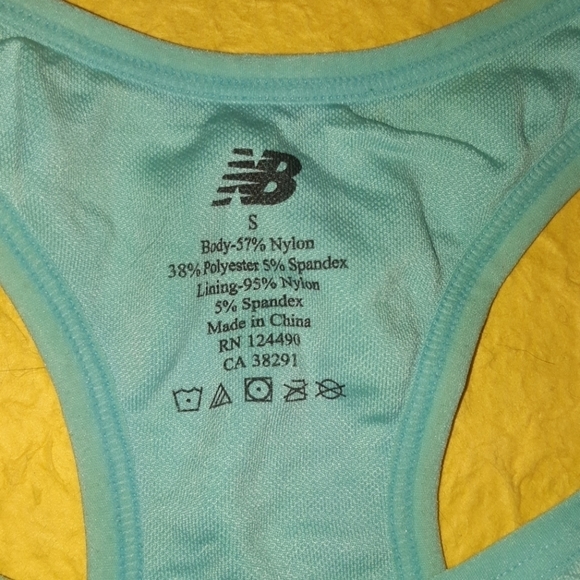 NB
S
Body-57% Nylon
38% Polyester 5% Spandex
Lining-95% Nylon
5% Spandex
Made in China
RN 124490
CA 38291